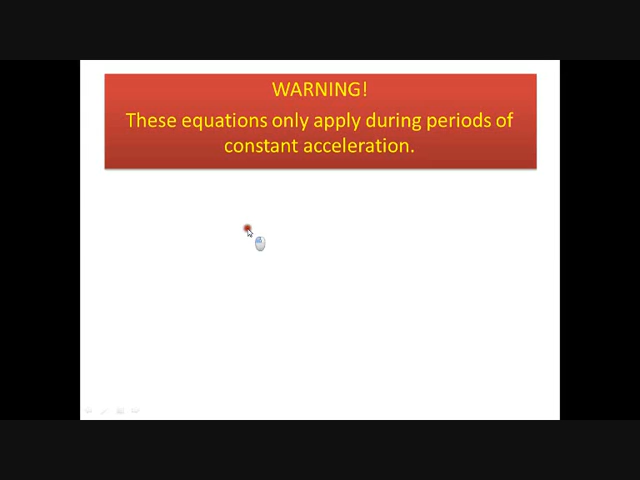 WARNING!
These equations only apply during periods of
constant acceleration.